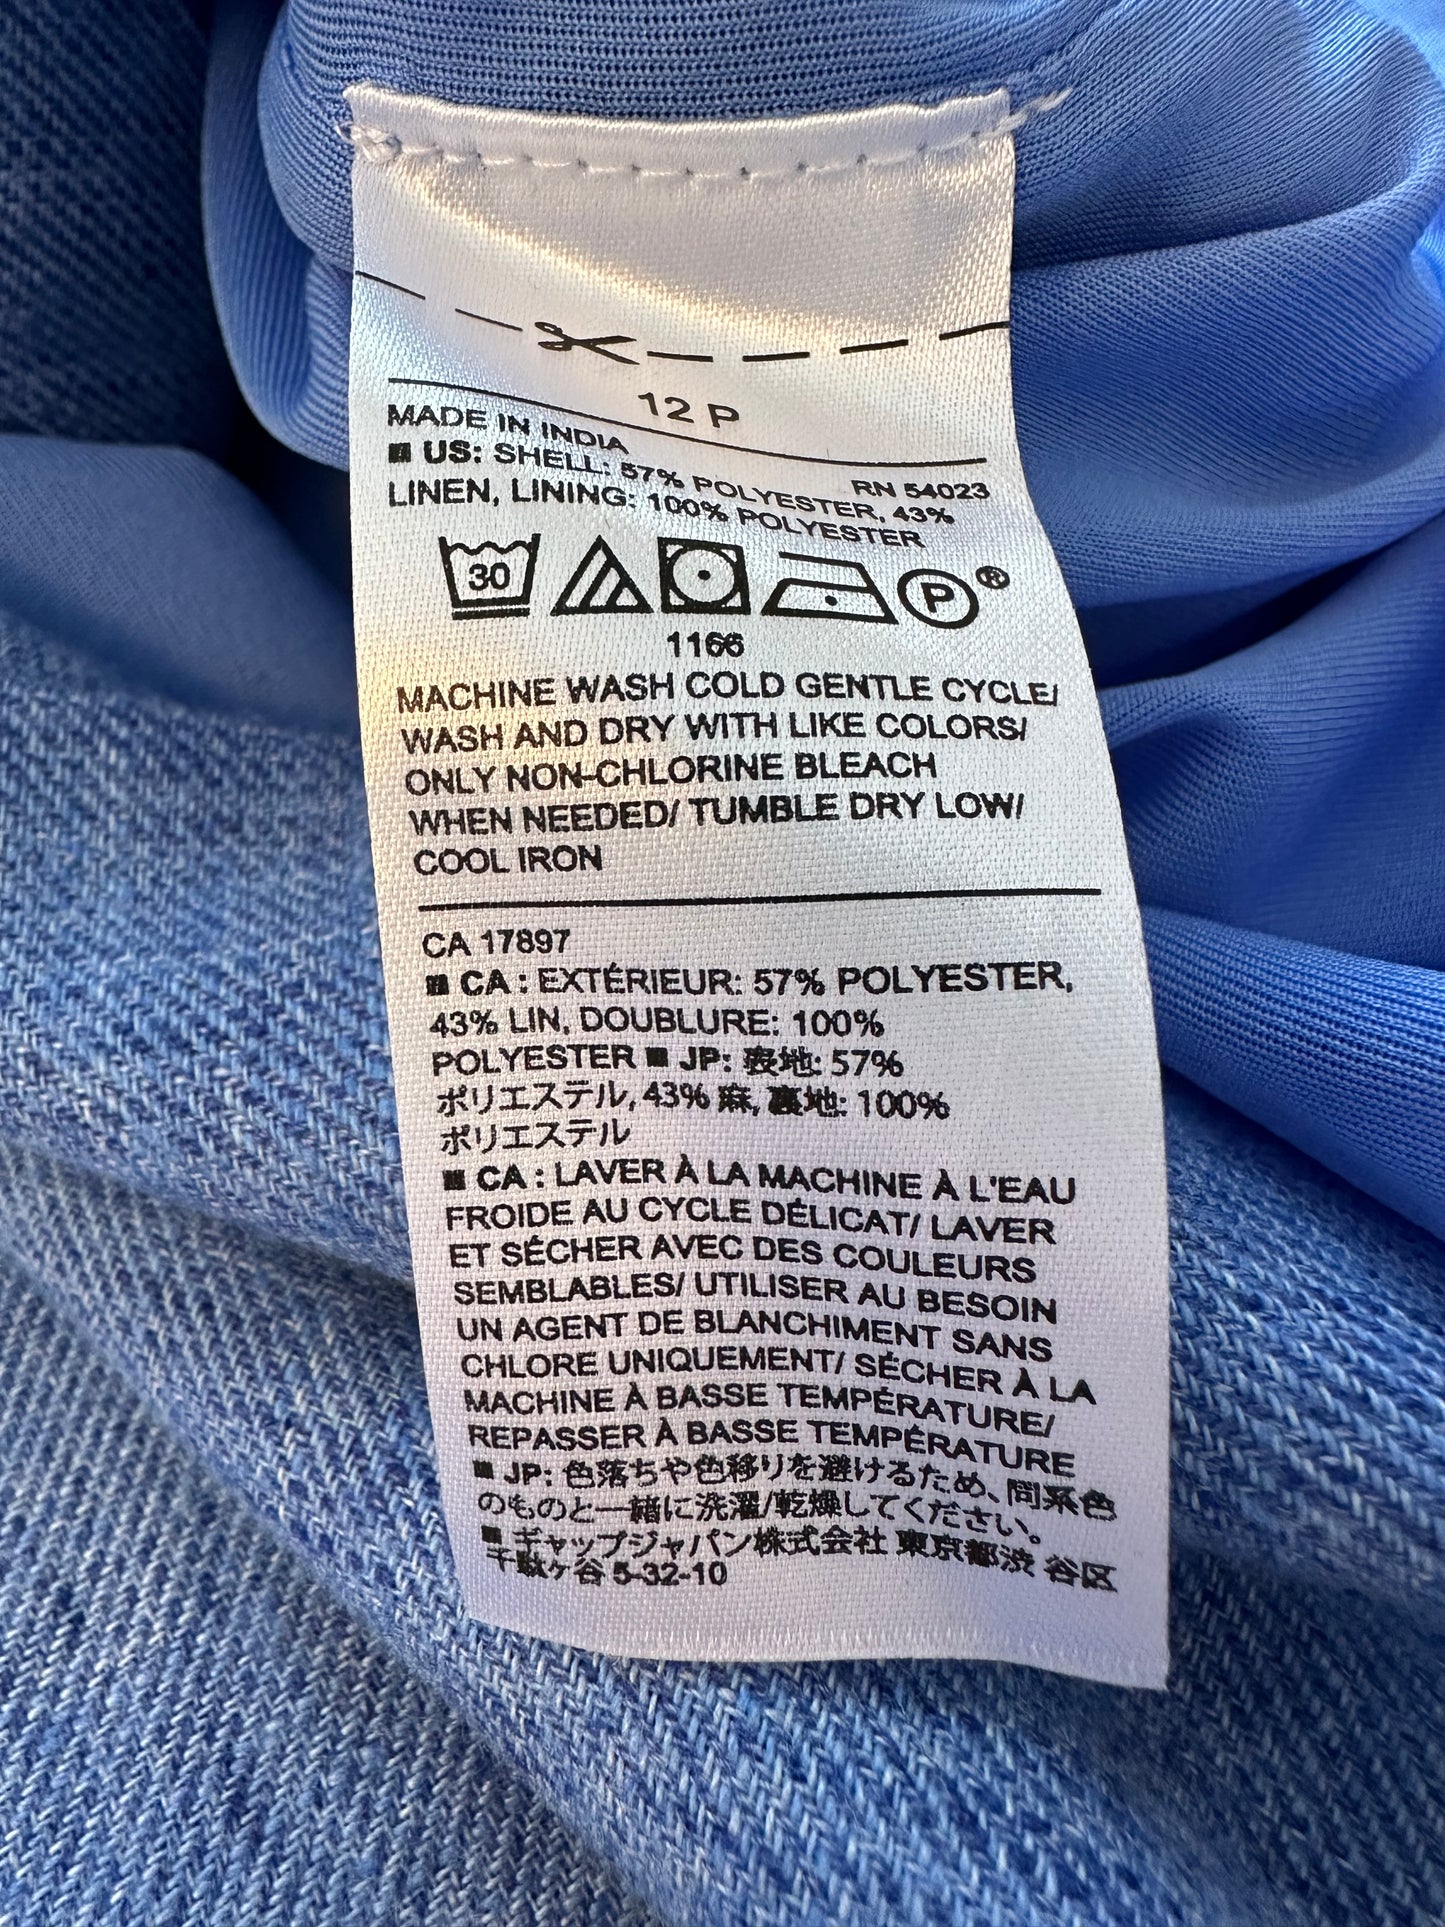 12 P
MADE IN INDIA
RN 54023
■ US: SHELL: 57% POLYESTER, 43%
LINEN, LINING: 100% POLYESTER
30
P®
1166
MACHINE WASH COLD GENTLE CYCLE/
WASH AND DRY WITH LIKE COLORS/
ONLY NON-CHLORINE BLEACH
WHEN NEEDED/ TUMBLE DRY LOW/
COOL IRON
CA 17897
■ CA : EXTÉRIEUR: 57% POLYESTER,
43% LIN, DOUBLURE: 100%
POLYESTER ■ JP: 表地: 57%
ポリエステル, 43% 麻, 裏地: 100%
ポリエステル
■ CA : LAVER À LA MACHINE À L'EAU
FROIDE AU CYCLE DÉLICAT/ LAVER
ET SÉCHER AVEC DES COULEURS
SEMBLABLES/ UTILISER AU BESOIN
UN AGENT DE BLANCHIMENT SANS
CHLORE UNIQUEMENT/ SÉCHER À LA
MACHINE À BASSE TEMPÉRATURE/
REPASSER À BASSE TEMPÉRATURE
■ JP: 色落ちや色移りを避けるため、同系色
のものと一緒に洗濯/乾燥してください。
■ ギャップジャパン株式会社 東京都渋 谷区
千駄ヶ谷 5-32-10